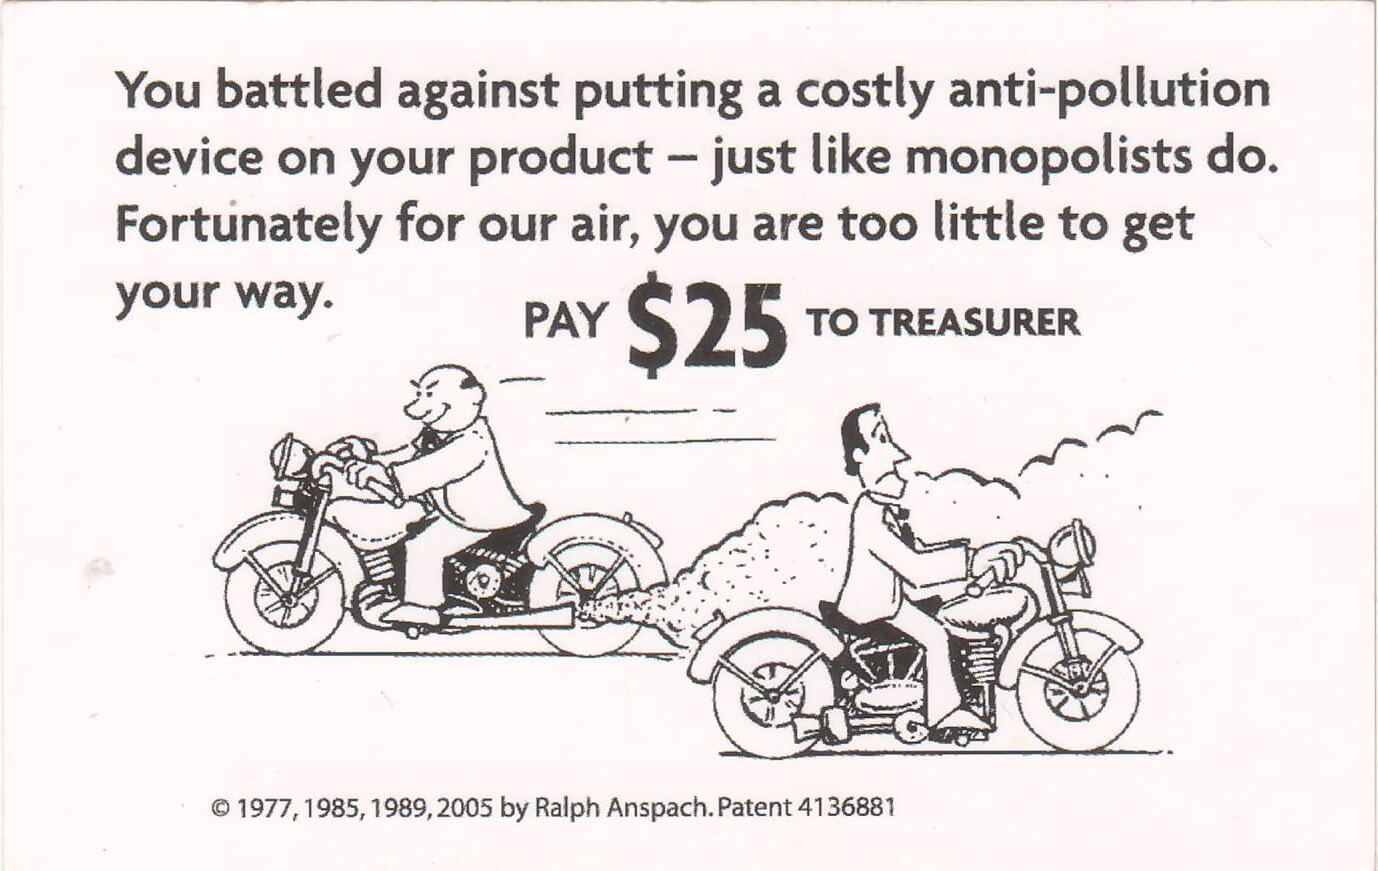 You battled against putting a costly anti-pollution
device on your product – just like monopolists do.
Fortunately for our air, you are too little to get
your way.
PAY $25 TO TREASURER
© 1977, 1985, 1989, 2005 by Ralph Anspach. Patent 4136881